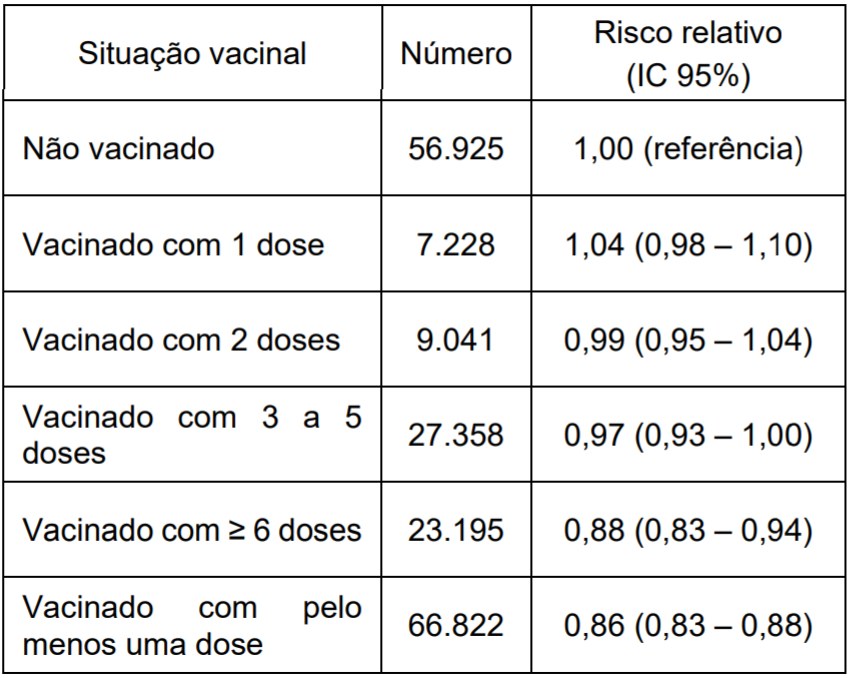 Situação vacinal Número Risco relativo
(IC 95%)
Não vacinado 56.925 1,00 (referência)
Vacinado com 1 dose 7.228 1,04 (0,98 – 1,10)
Vacinado com 2 doses 9.041 0,99 (0,95 – 1,04)
Vacinado com 3 a 5
doses 27.358 0,97 (0,93 – 1,00)
Vacinado com ≥ 6 doses 23.195 0,88 (0,83 – 0,94)
Vacinado com pelo
menos uma dose 66.822 0,86 (0,83 – 0,88)